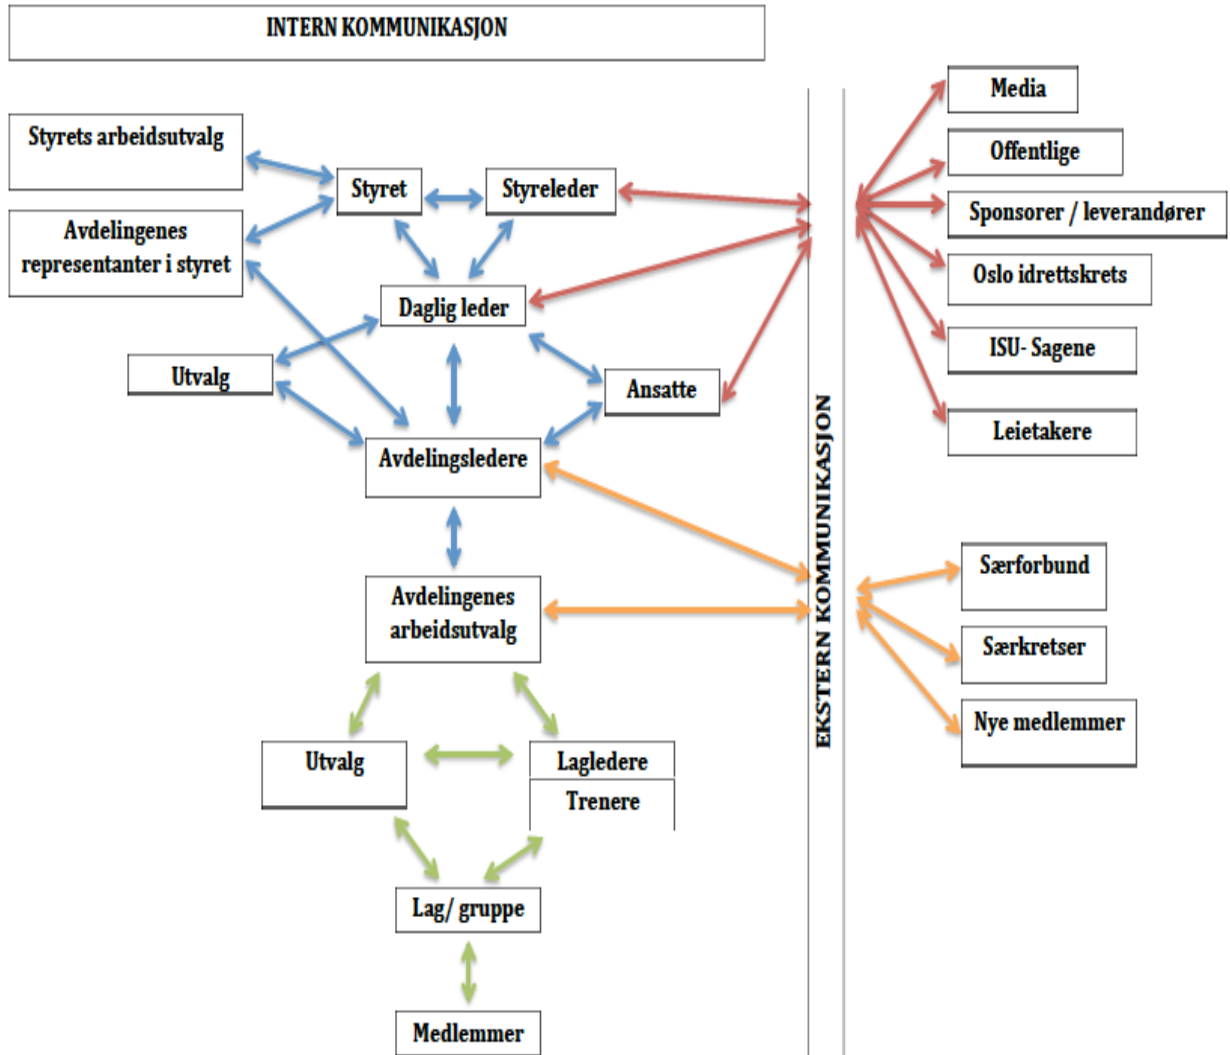 INTERN KOMMUNIKASJON
Styrets arbeidsutvalg
Styret
Styreleder
Avdelingenes
representanter i styret
Daglig leder
Utvalg
Ansatte
Avdelingsledere
Avdelingenes
arbeidsutvalg
Utvalg
Lagledere
Trenere
Lag/ gruppe
Medlemmer
EKSTERN KOMMUNIKASJON
Media
Offentlige
Sponsorer / leverandører
Oslo idrettskrets
ISU- Sagene
Leietakere
Særforbund
Særkretser
Nye medlemmer